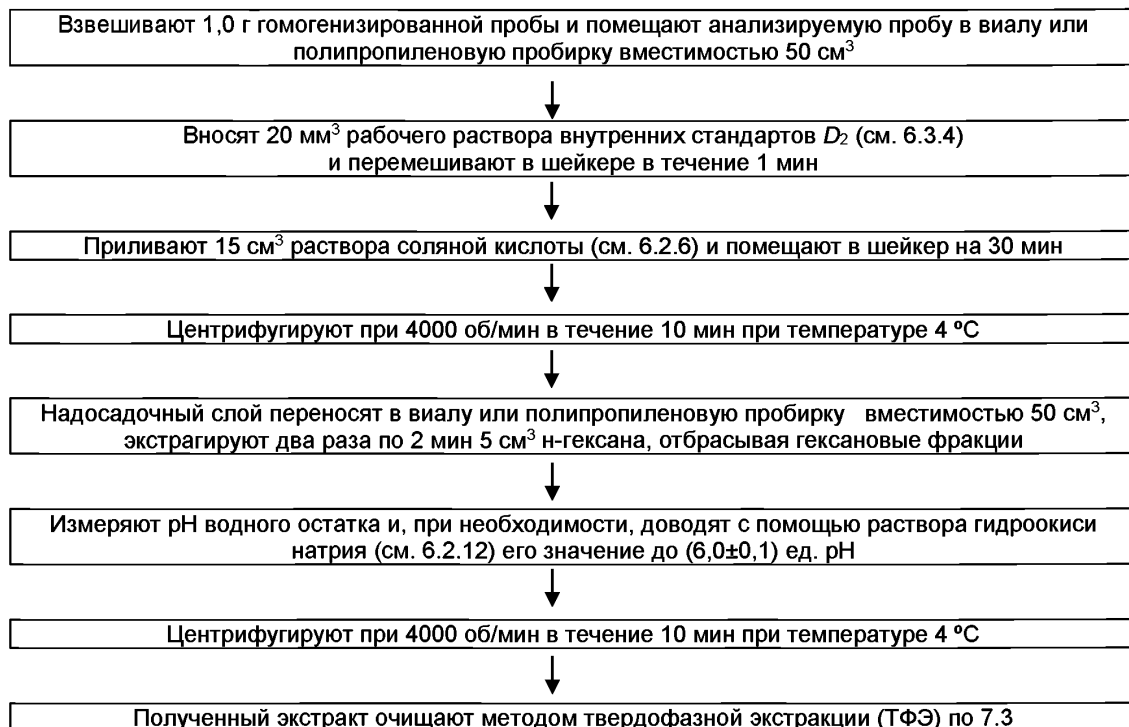 Взвешивают 1,0 г гомогенизированной пробы и помещают анализируемую пробу в виалу или
полипропиленовую пробирку вместимостью 50 см³
Вносят 20 мм³ рабочего раствора внутренних стандартов D₂ (см. 6.3.4)
и перемешивают в шейкере в течение 1 мин
Приливают 15 см³ раствора соляной кислоты (см. 6.2.6) и помещают в шейкер на 30 мин
Центрифугируют при 4000 об/мин в течение 10 мин при температуре 4 ºС
Надосадочный слой переносят в виалу или полипропиленовую пробирку вместимостью 50 см³,
экстрагируют два раза по 2 мин 5 см³ н-гексана, отбрасывая гексановые фракции
Измеряют рН водного остатка и, при необходимости, доводят с помощью раствора гидроокиси
натрия (см. 6.2.12) его значение до (6,0±0,1) ед. рН
Центрифугируют при 4000 об/мин в течение 10 мин при температуре 4 ºС
Полученный экстракт очищают методом твердофазной экстракции (ТФЭ) по 7.3